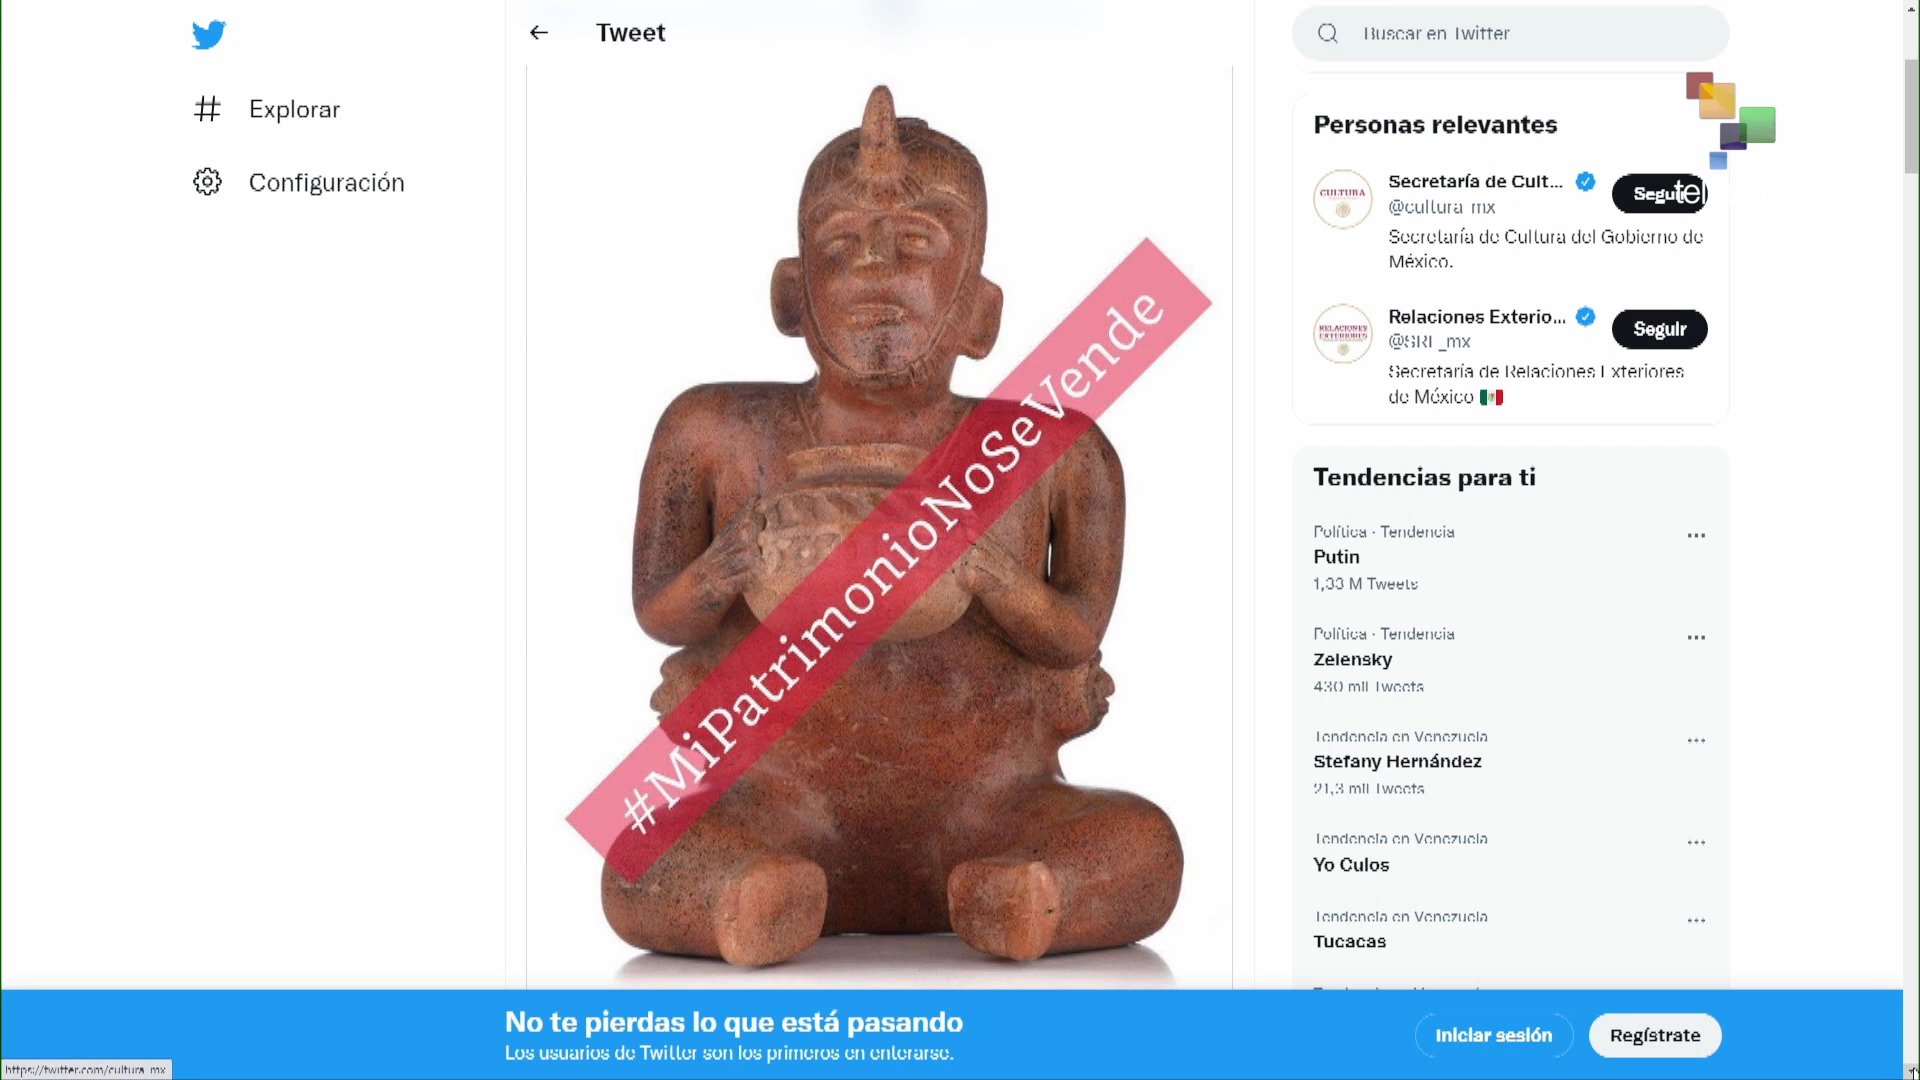 Tweet
Explorar
Configuración
#MiPatrimonioNoSeVende
Buscar en Twitter
Personas relevantes
CULTURA
Secretaría de Cult...
@cultura_mx
Seguir
tel
Secretaría de Cultura del Gobierno de
México.
RELACIONES
EXTERIORES
Relaciones Exterio...
@SRE_mx
Seguir
Secretaría de Relaciones Exteriores
de México
Tendencias para ti
Política · Tendencia
Putin
1,33 M Tweets
Política · Tendencia
Zelensky
430 mil Tweets
Tendencia en Venezuela
Stefany Hernández
21,3 mil Tweets
Tendencia en Venezuela
Yo Culos
Tendencia en Venezuela
Tucacas
No te pierdas lo que está pasando
Los usuarios de Twitter son los primeros en enterarse.
Iniciar sesión
Regístrate
https://twitter.com/cultura_mx